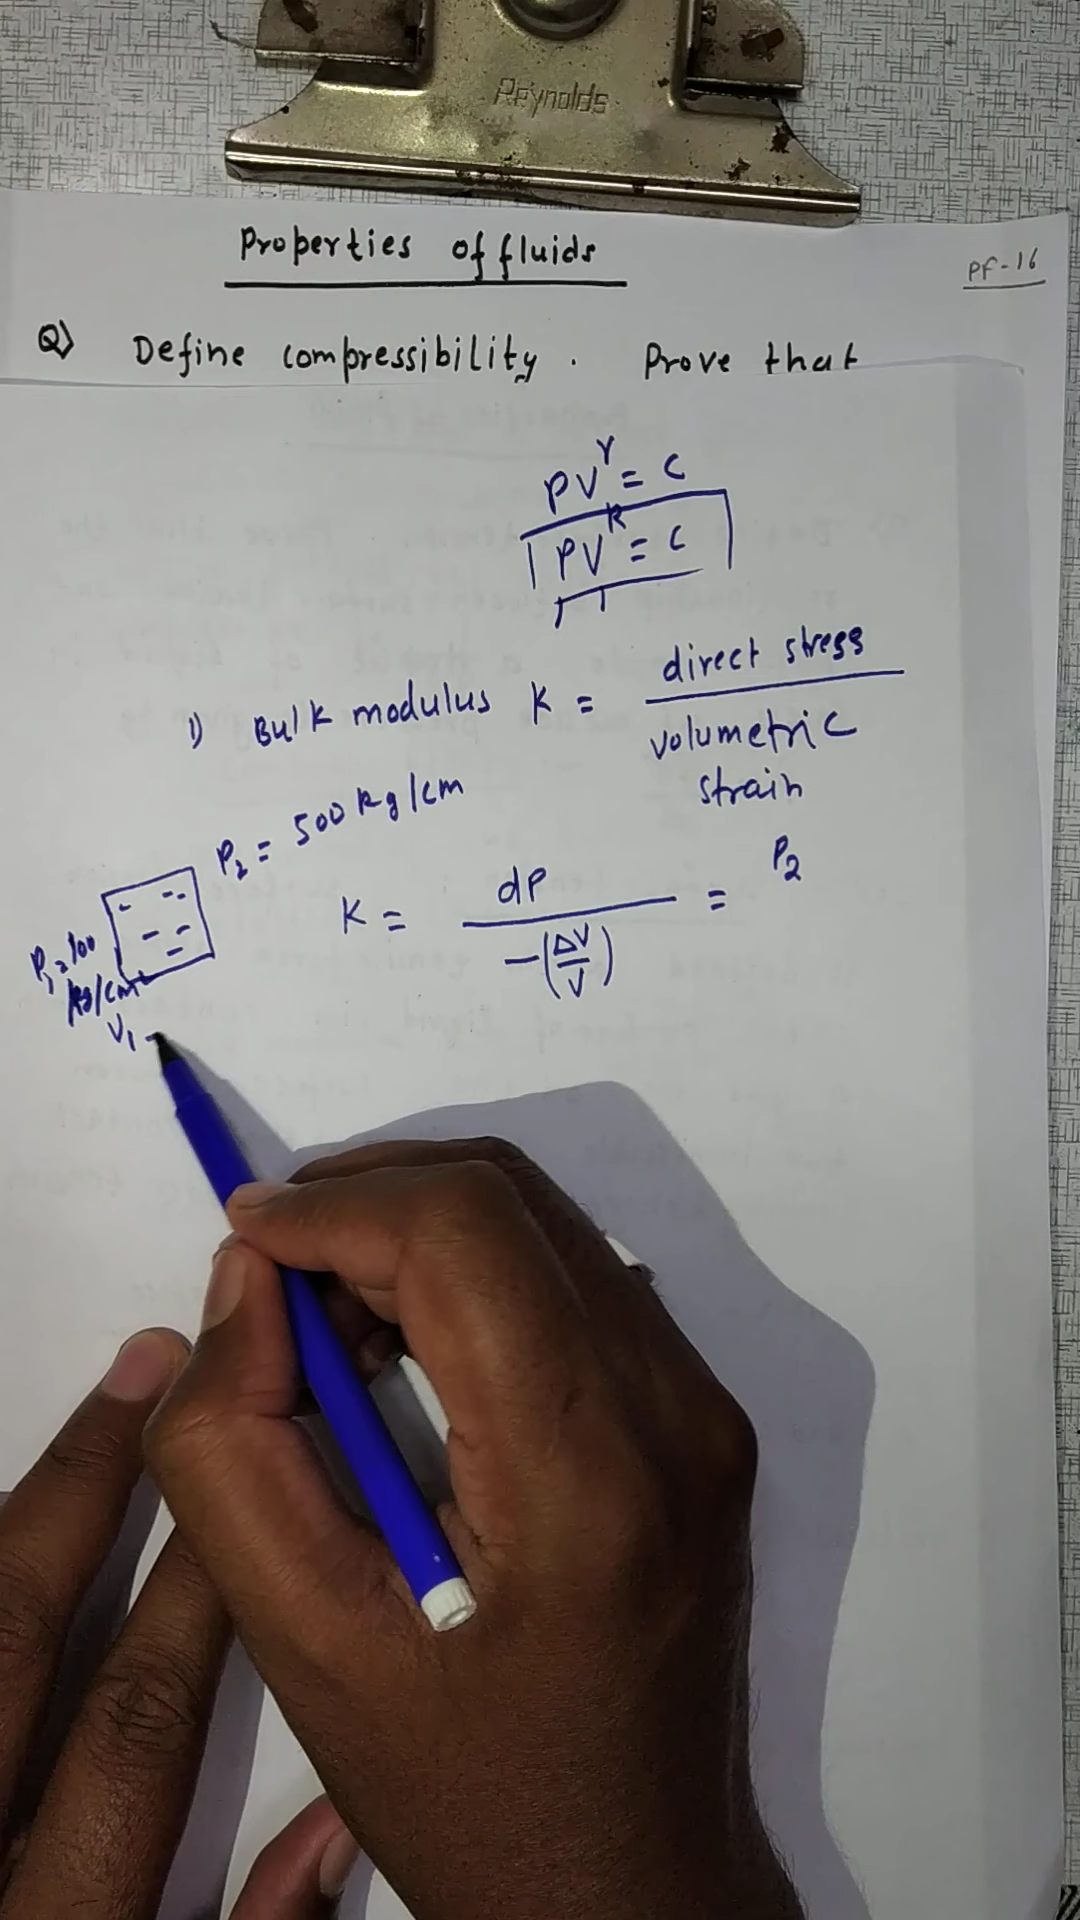 Reynolds
Properties of fluids
PF-16
Q) Define compressibility. Prove that
PV^γ = C
PV^k = C
1) Bulk modulus K = direct stress / volumetric strain
P2 = 500 kg/cm
K = dP / -(ΔV/V) = P2
P1 = 100 kg/cm²
V1